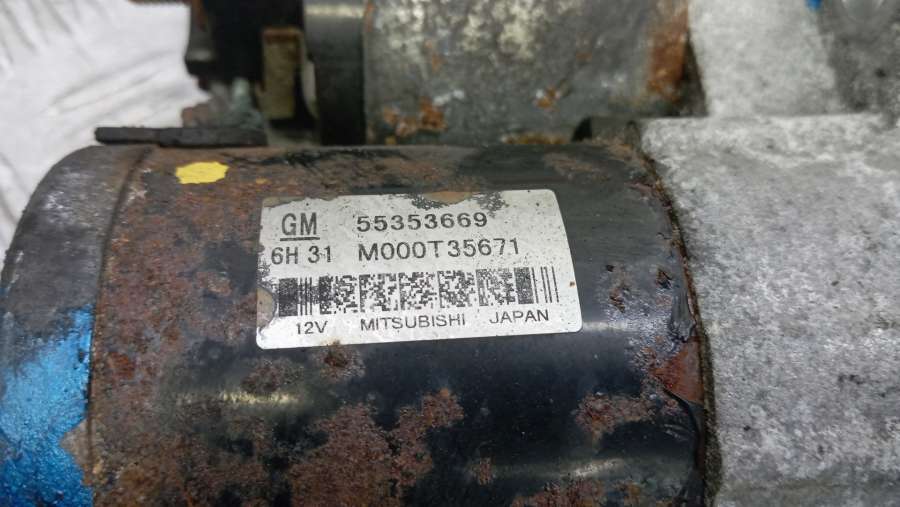 GM 55353669
6H 31 M000T35671
12V MITSUBISHI JAPAN